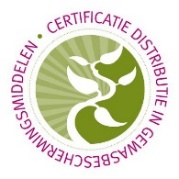 • CERTIFICATIE DISTRIBUTIE IN GEWASBESCHERMINGSMIDDELEN